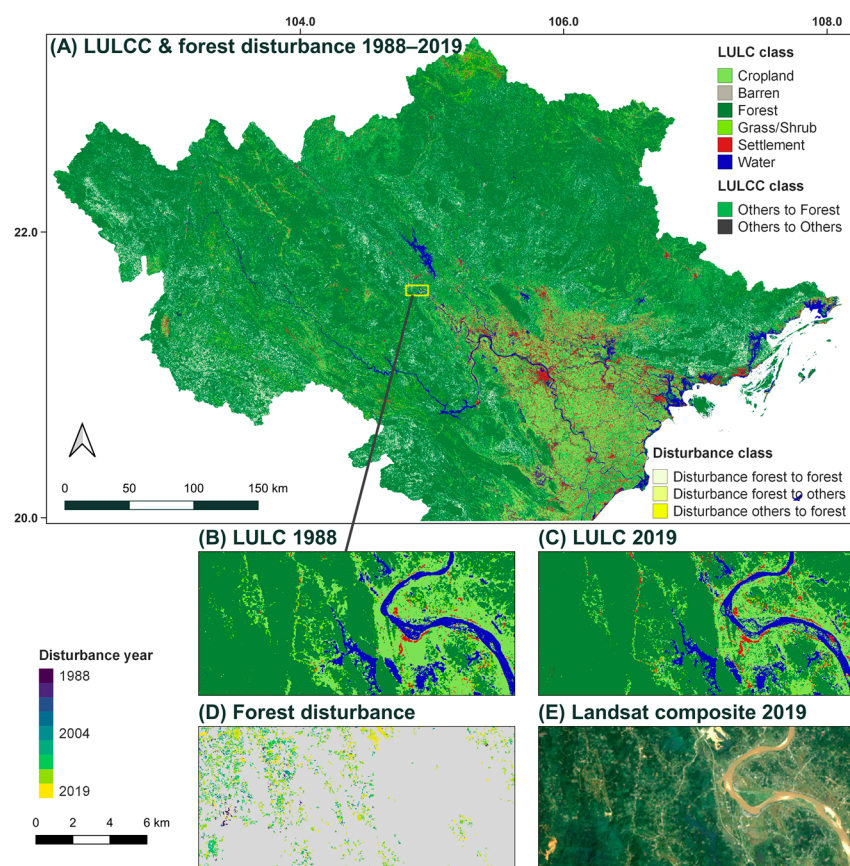 104.0 106.0 108.0
(A) LULCC & forest disturbance 1988–2019
LULC class
Cropland
Barren
Forest
Grass/Shrub
Settlement
Water
LULCC class
Others to Forest
Others to Others
22.0
Disturbance class
Disturbance forest to forest
Disturbance forest to others
Disturbance others to forest
0 50 100 150 km
20.0
(B) LULC 1988
(C) LULC 2019
Disturbance year
1988
2004
2019
(D) Forest disturbance
(E) Landsat composite 2019
0 2 4 6 km